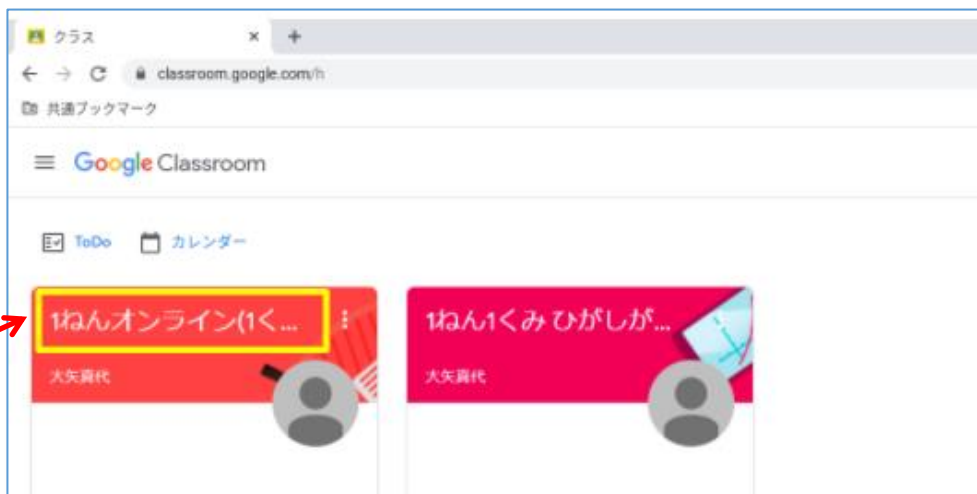 クラス
classroom.google.com/h
共通ブックマーク
Google Classroom
ToDo カレンダー
1ねんオンライン(1く...
大矢真代
1ねん1くみ ひがしが...
大矢真代